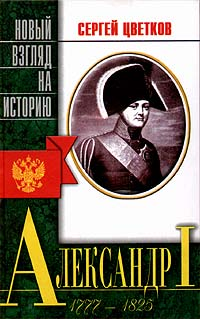 СЕРГЕЙ ЦВЕТКОВ
НОВЫЙ
ВЗГЛЯД
НА
ИСТОРИЮ
АЛЕКСАНДР I
1777 – 1825